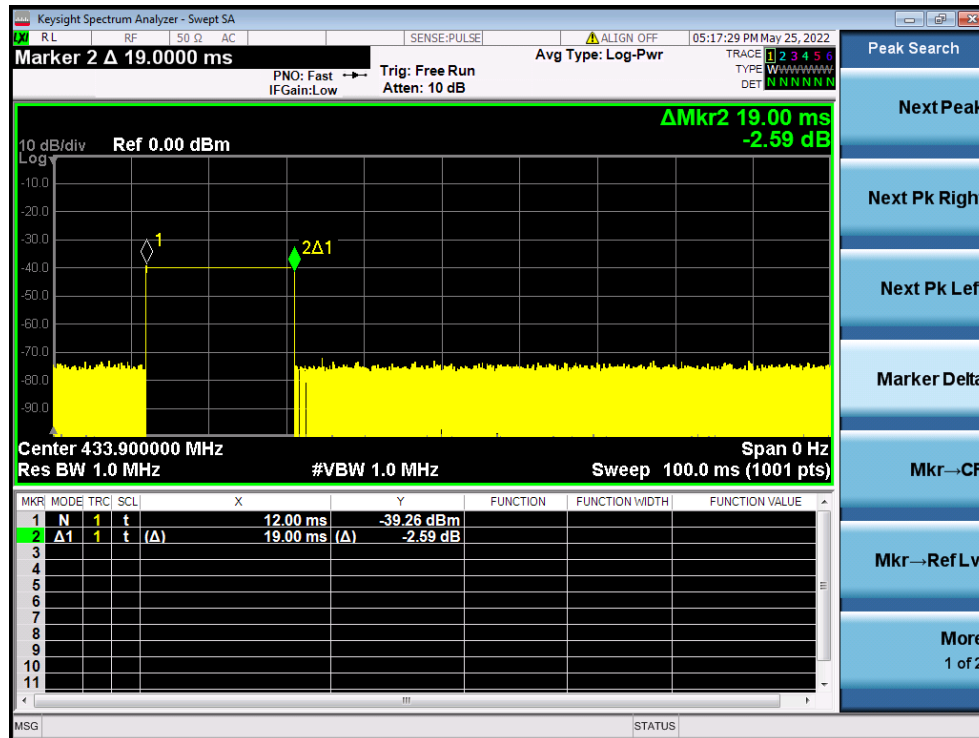 Keysight Spectrum Analyzer - Swept SA
LXI RL RF 50 Ω AC SENSE:PULSE ALIGN OFF 05:17:29 PM May 25, 2022
Marker 2 Δ 19.0000 ms
PNO: Fast
IFGain:Low
Trig: Free Run
Atten: 10 dB
Avg Type: Log-Pwr
TRACE 1 2 3 4 5 6
TYPE WWWWWW
DET N N N N N N
Peak Search
ΔMkr2 19.00 ms
-2.59 dB
10 dB/div Ref 0.00 dBm
Log
-10.0
-20.0
-30.0
-40.0
-50.0
-60.0
-70.0
-80.0
-90.0
1
2Δ1
Center 433.900000 MHz Span 0 Hz
Res BW 1.0 MHz #VBW 1.0 MHz Sweep 100.0 ms (1001 pts)
MKR MODE TRC SCL X Y FUNCTION FUNCTION WIDTH FUNCTION VALUE
1 N 1 t 12.00 ms -39.26 dBm
2 Δ1 1 t (Δ) 19.00 ms (Δ) -2.59 dB
3
4
5
6
7
8
9
10
11
MSG STATUS
Next Peak
Next Pk Righ
Next Pk Lef
Marker Delta
Mkr→CF
Mkr→Ref Lv
More
1 of 2